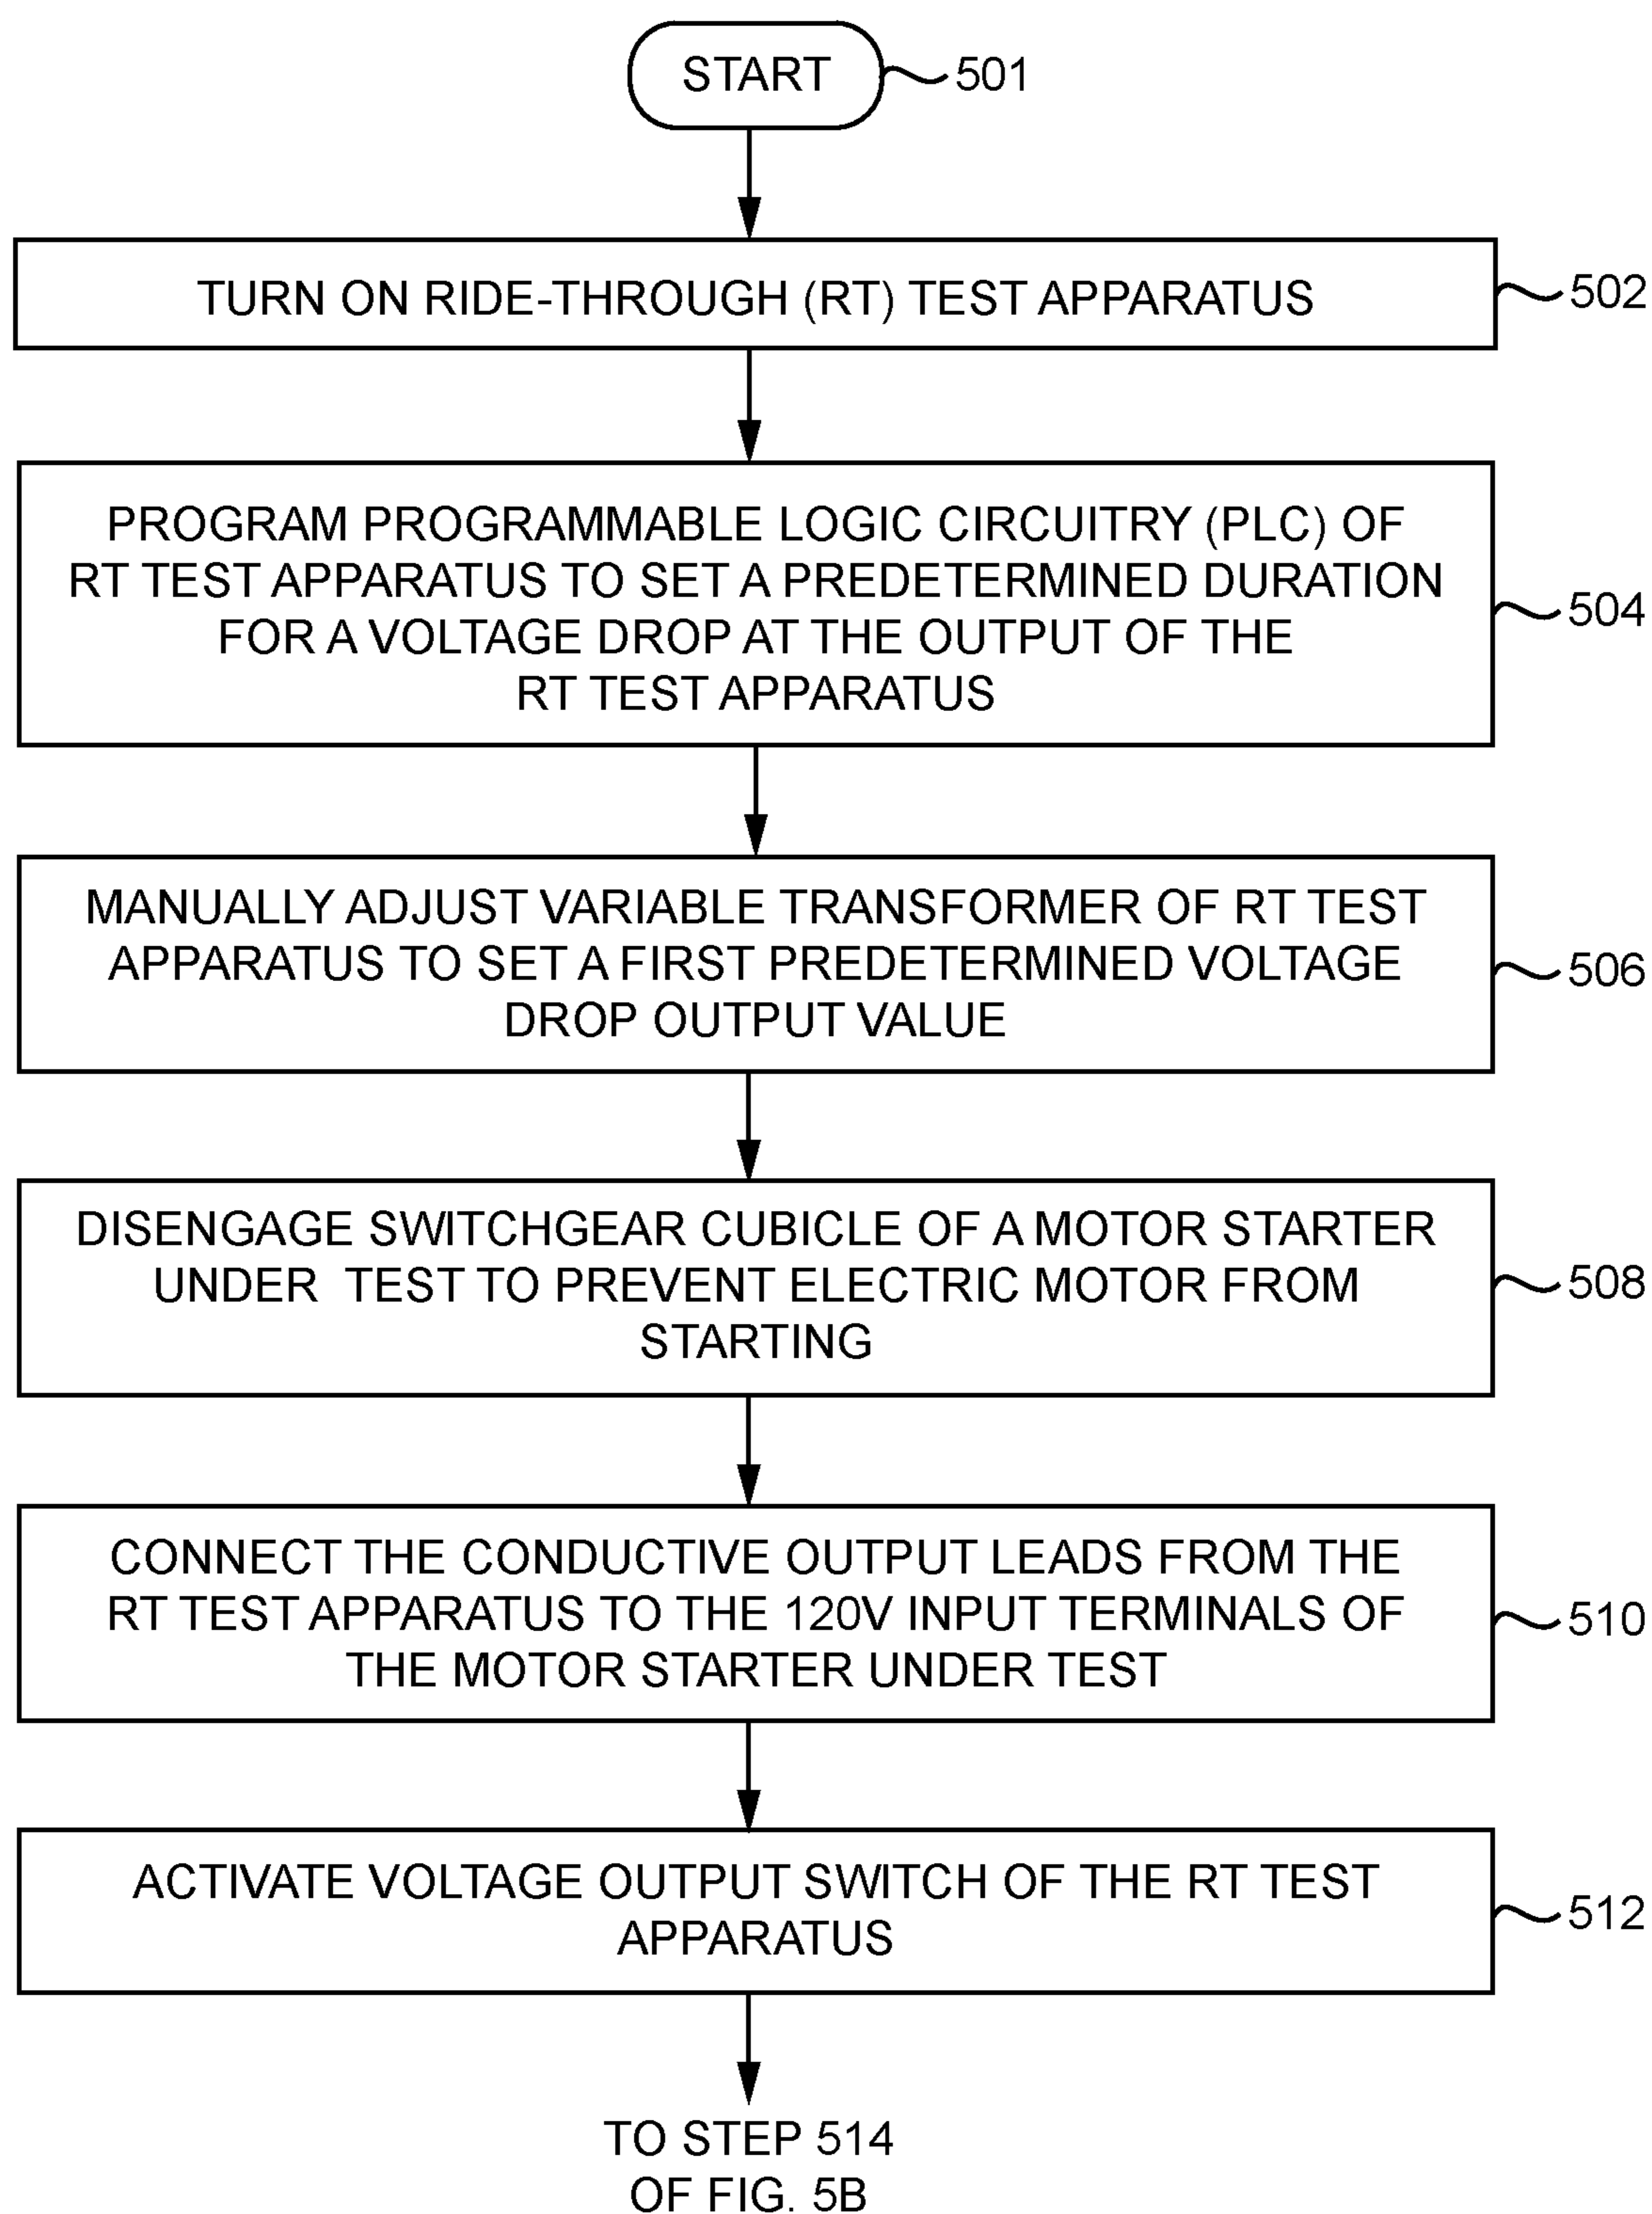 START
501
TURN ON RIDE-THROUGH (RT) TEST APPARATUS
502
PROGRAM PROGRAMMABLE LOGIC CIRCUITRY (PLC) OF
RT TEST APPARATUS TO SET A PREDETERMINED DURATION
FOR A VOLTAGE DROP AT THE OUTPUT OF THE
RT TEST APPARATUS
504
MANUALLY ADJUST VARIABLE TRANSFORMER OF RT TEST
APPARATUS TO SET A FIRST PREDETERMINED VOLTAGE
DROP OUTPUT VALUE
506
DISENGAGE SWITCHGEAR CUBICLE OF A MOTOR STARTER
UNDER TEST TO PREVENT ELECTRIC MOTOR FROM
STARTING
508
CONNECT THE CONDUCTIVE OUTPUT LEADS FROM THE
RT TEST APPARATUS TO THE 120V INPUT TERMINALS OF
THE MOTOR STARTER UNDER TEST
510
ACTIVATE VOLTAGE OUTPUT SWITCH OF THE RT TEST
APPARATUS
512
TO STEP 514
OF FIG. 5B